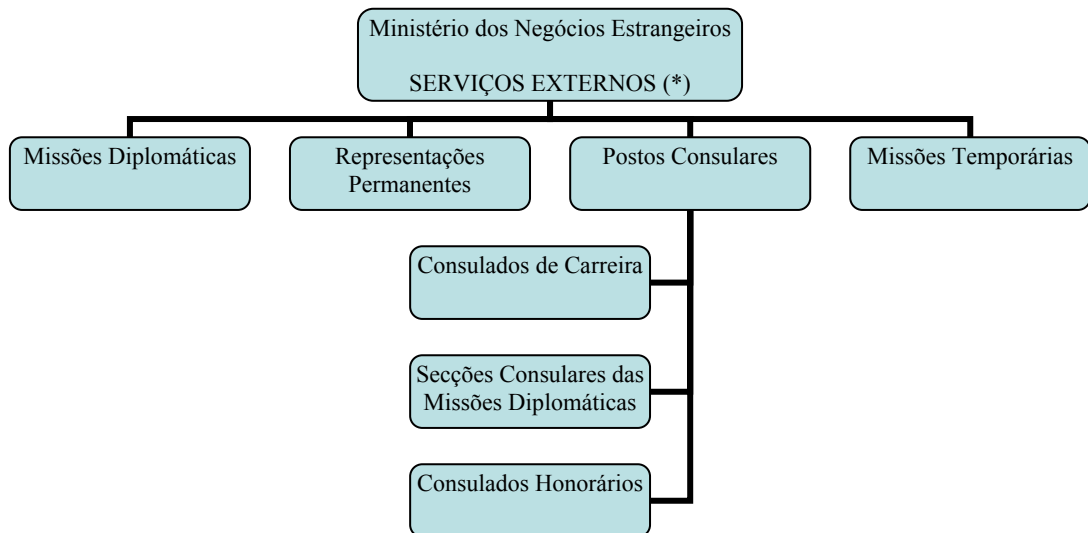 Ministério dos Negócios Estrangeiros
SERVIÇOS EXTERNOS (*)
Missões Diplomáticas
Representações
Permanentes
Postos Consulares
Missões Temporárias
Consulados de Carreira
Secções Consulares das
Missões Diplomáticas
Consulados Honorários